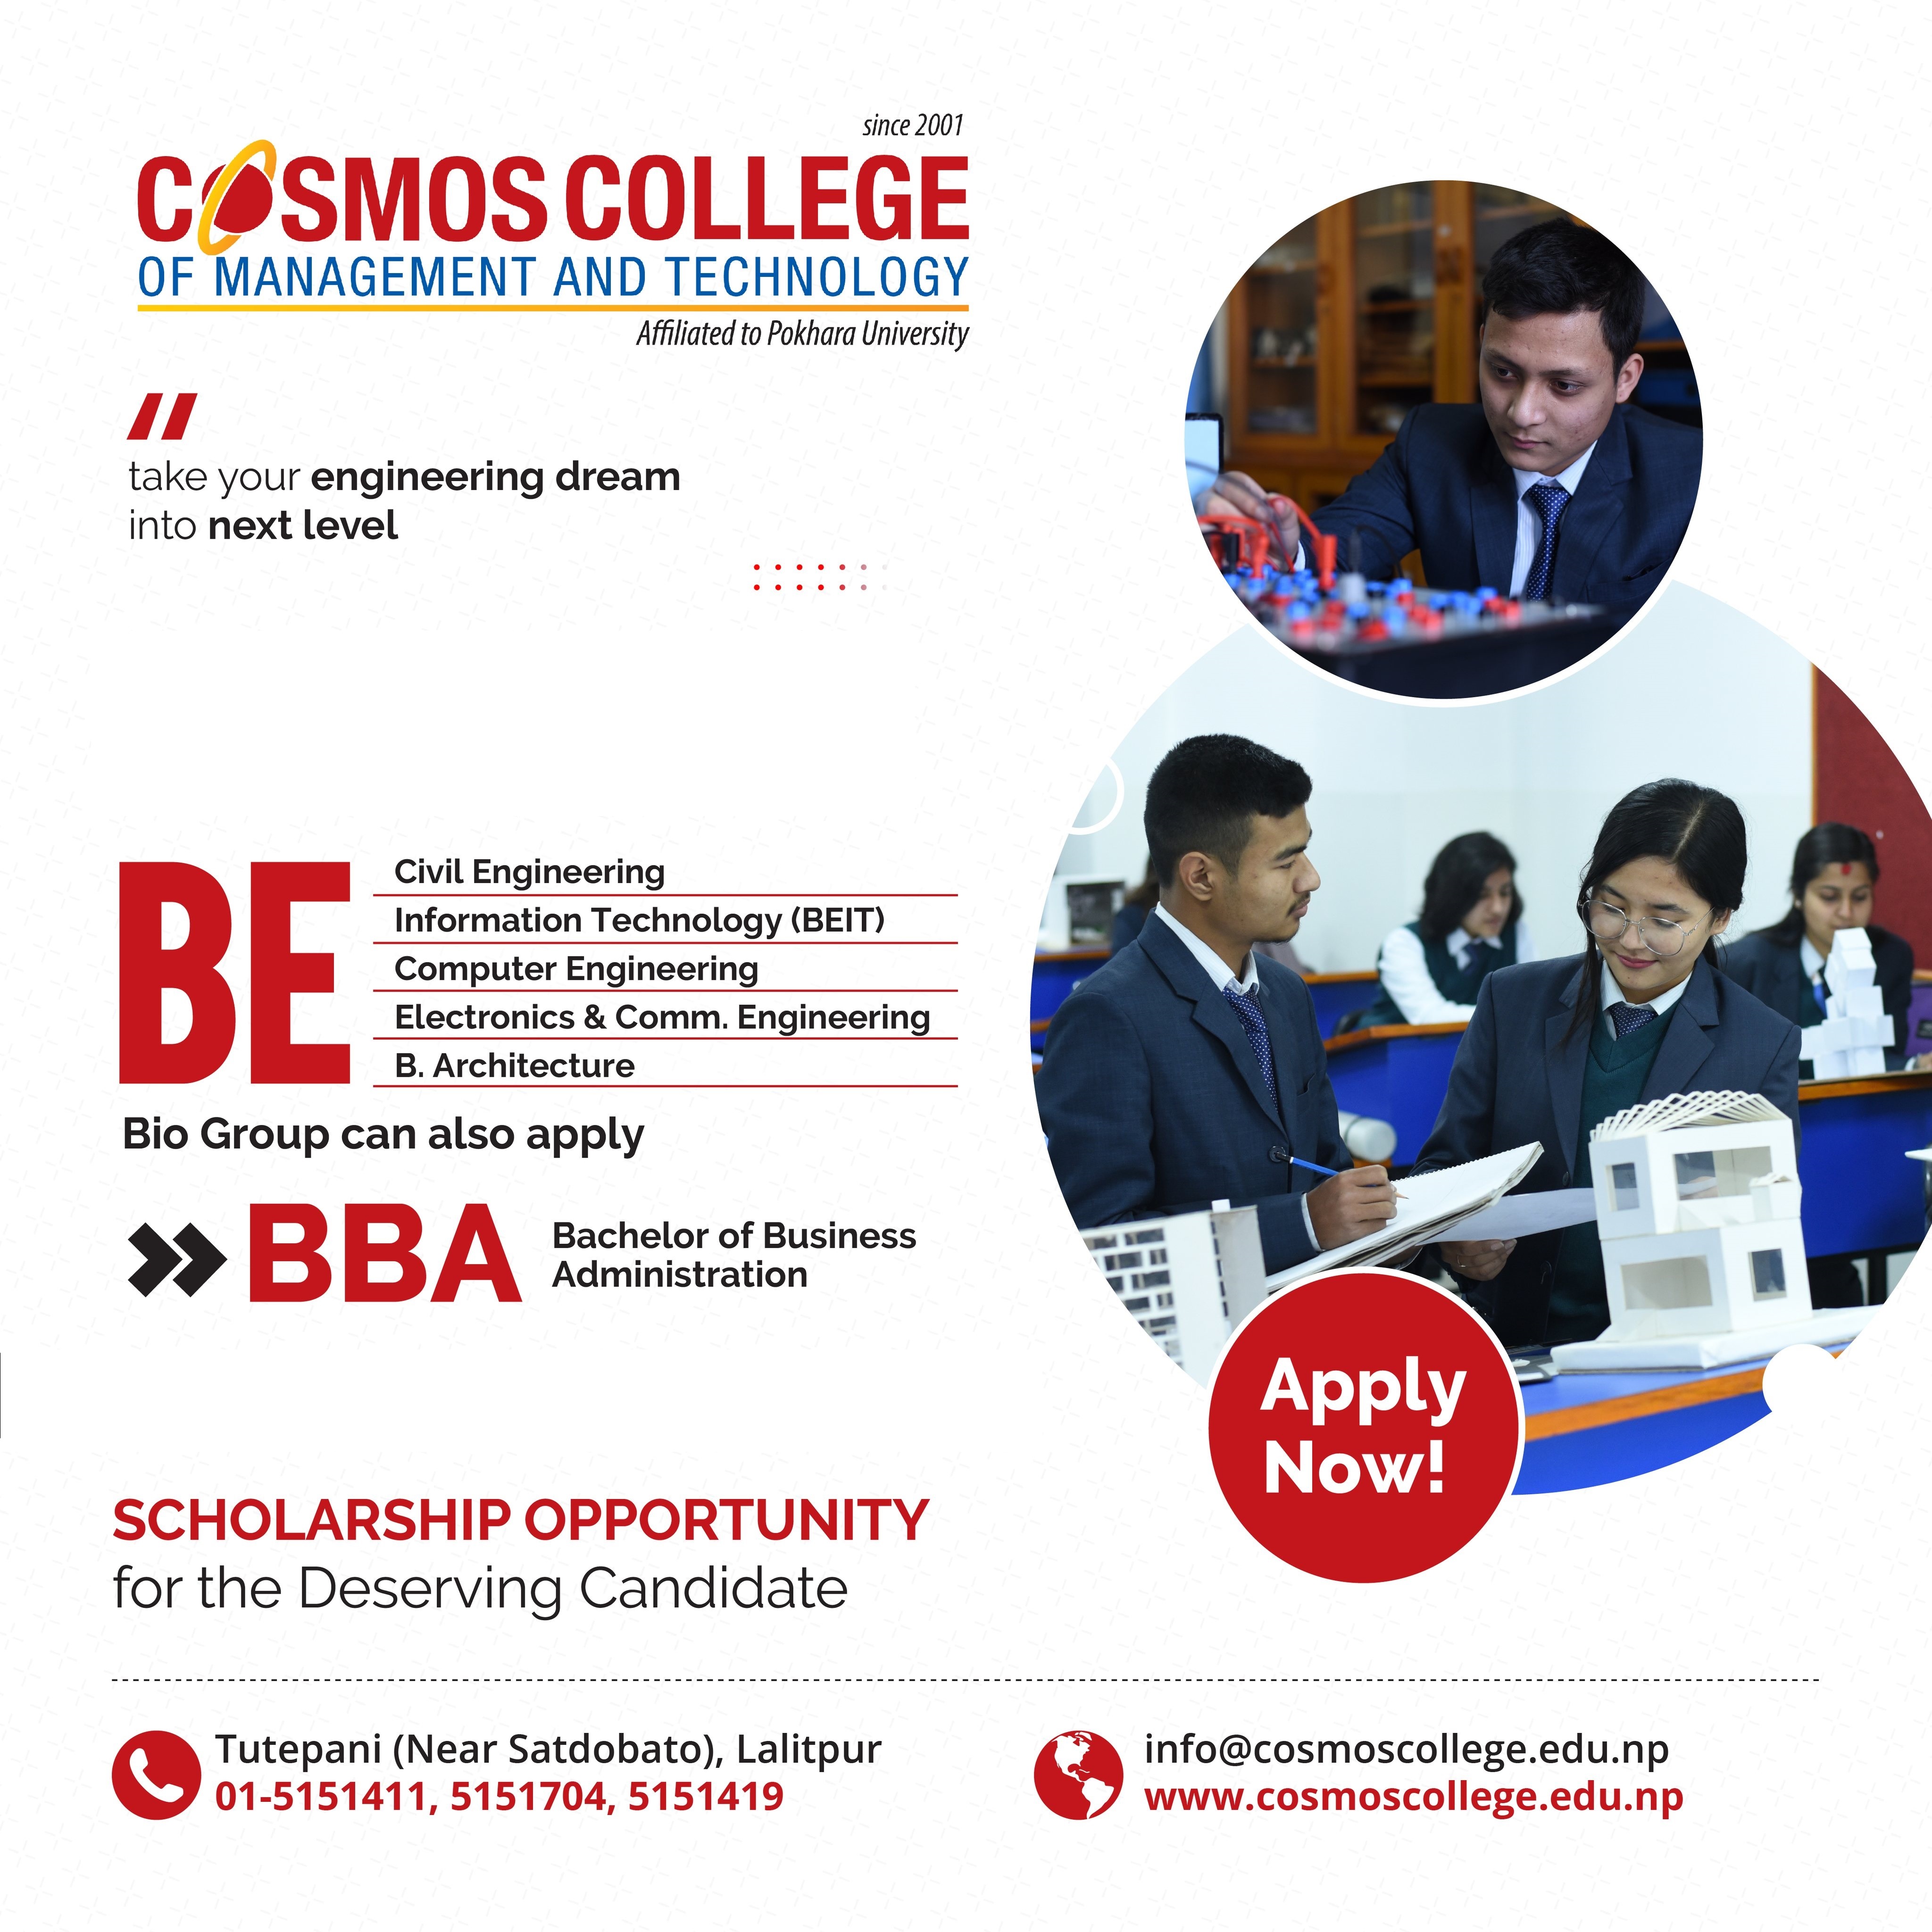 since 2001
COSMOS COLLEGE
OF MANAGEMENT AND TECHNOLOGY
Affiliated to Pokhara University
take your engineering dream
into next level
BE
Civil Engineering
Information Technology (BEIT)
Computer Engineering
Electronics & Comm. Engineering
B. Architecture
Bio Group can also apply
BBA
Bachelor of Business
Administration
Apply
Now!
SCHOLARSHIP OPPORTUNITY
for the Deserving Candidate
Tutepani (Near Satdobato), Lalitpur
01-5151411, 5151704, 5151419
info@cosmoscollege.edu.np
www.cosmoscollege.edu.np